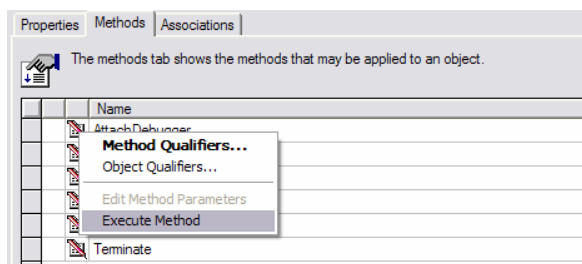 Properties Methods Associations
The methods tab shows the methods that may be applied to an object.
Name
AttachDebugger
Method Qualifiers...
Object Qualifiers...
Edit Method Parameters
Execute Method
Terminate